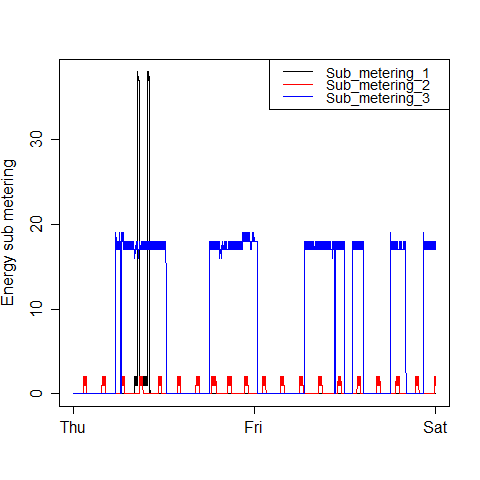 Sub_metering_1
Sub_metering_2
Sub_metering_3
Energy sub metering
30
20
10
0
Thu Fri Sat